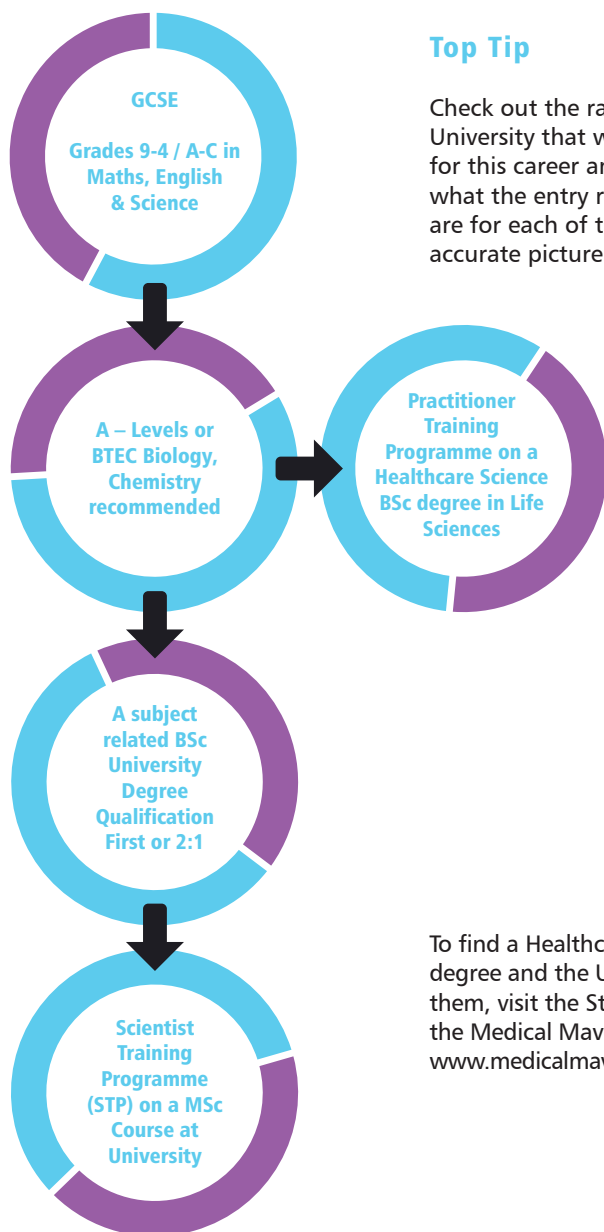 GCSE
Grades 9-4 / A-C in
Maths, English
& Science
Top Tip
Check out the
University that
for this career
what the entry
are for each of
accurate picture
A – Levels or
BTEC Biology,
Chemistry
recommended
Practitioner
Training
Programme on a
Healthcare Science
BSc degree in Life
Sciences
A subject
related BSc
University
Degree
Qualification
First or 2:1
Scientist
Training
Programme
(STP) on a MSc
Course at
University
To find a
degree and the
them, visit the
the Medical